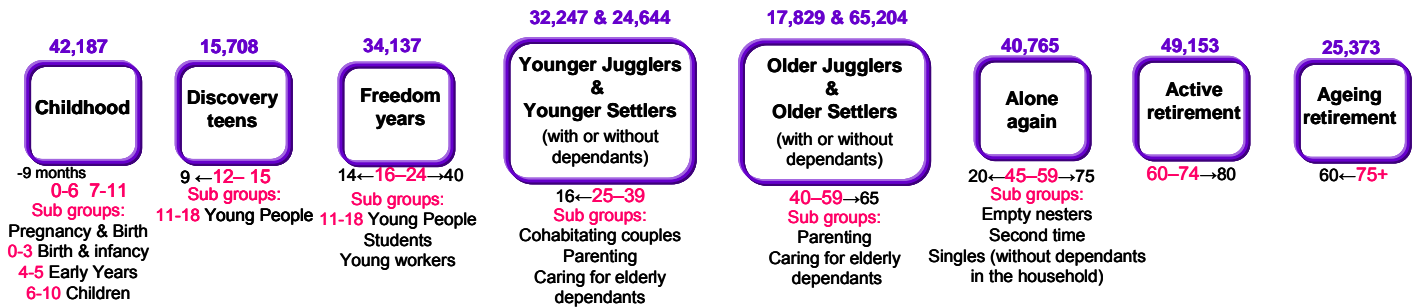 42,187
Childhood
-9 months
0-6 7-11
Sub groups:
Pregnancy & Birth
0-3 Birth & infancy
4-5 Early Years
6-10 Children
15,708
Discovery
teens
9 ←12– 15
Sub groups:
11-18 Young People
34,137
Freedom
years
14←16–24→40
Sub groups:
11-18 Young People
Students
Young workers
32,247 & 24,644
Younger Jugglers
&
Younger Settlers
(with or without
dependants)
16←25–39
Sub groups:
Cohabitating couples
Parenting
Caring for elderly
dependants
17,829 & 65,204
Older Jugglers
&
Older Settlers
(with or without
dependants)
40–59→65
Sub groups:
Parenting
Caring for elderly
dependants
40,765
Alone
again
20←45–59→75
Sub groups:
Empty nesters
Second time
Singles (without dependants
in the household)
49,153
Active
retirement
60–74→80
25,373
Ageing
retirement
60←75+